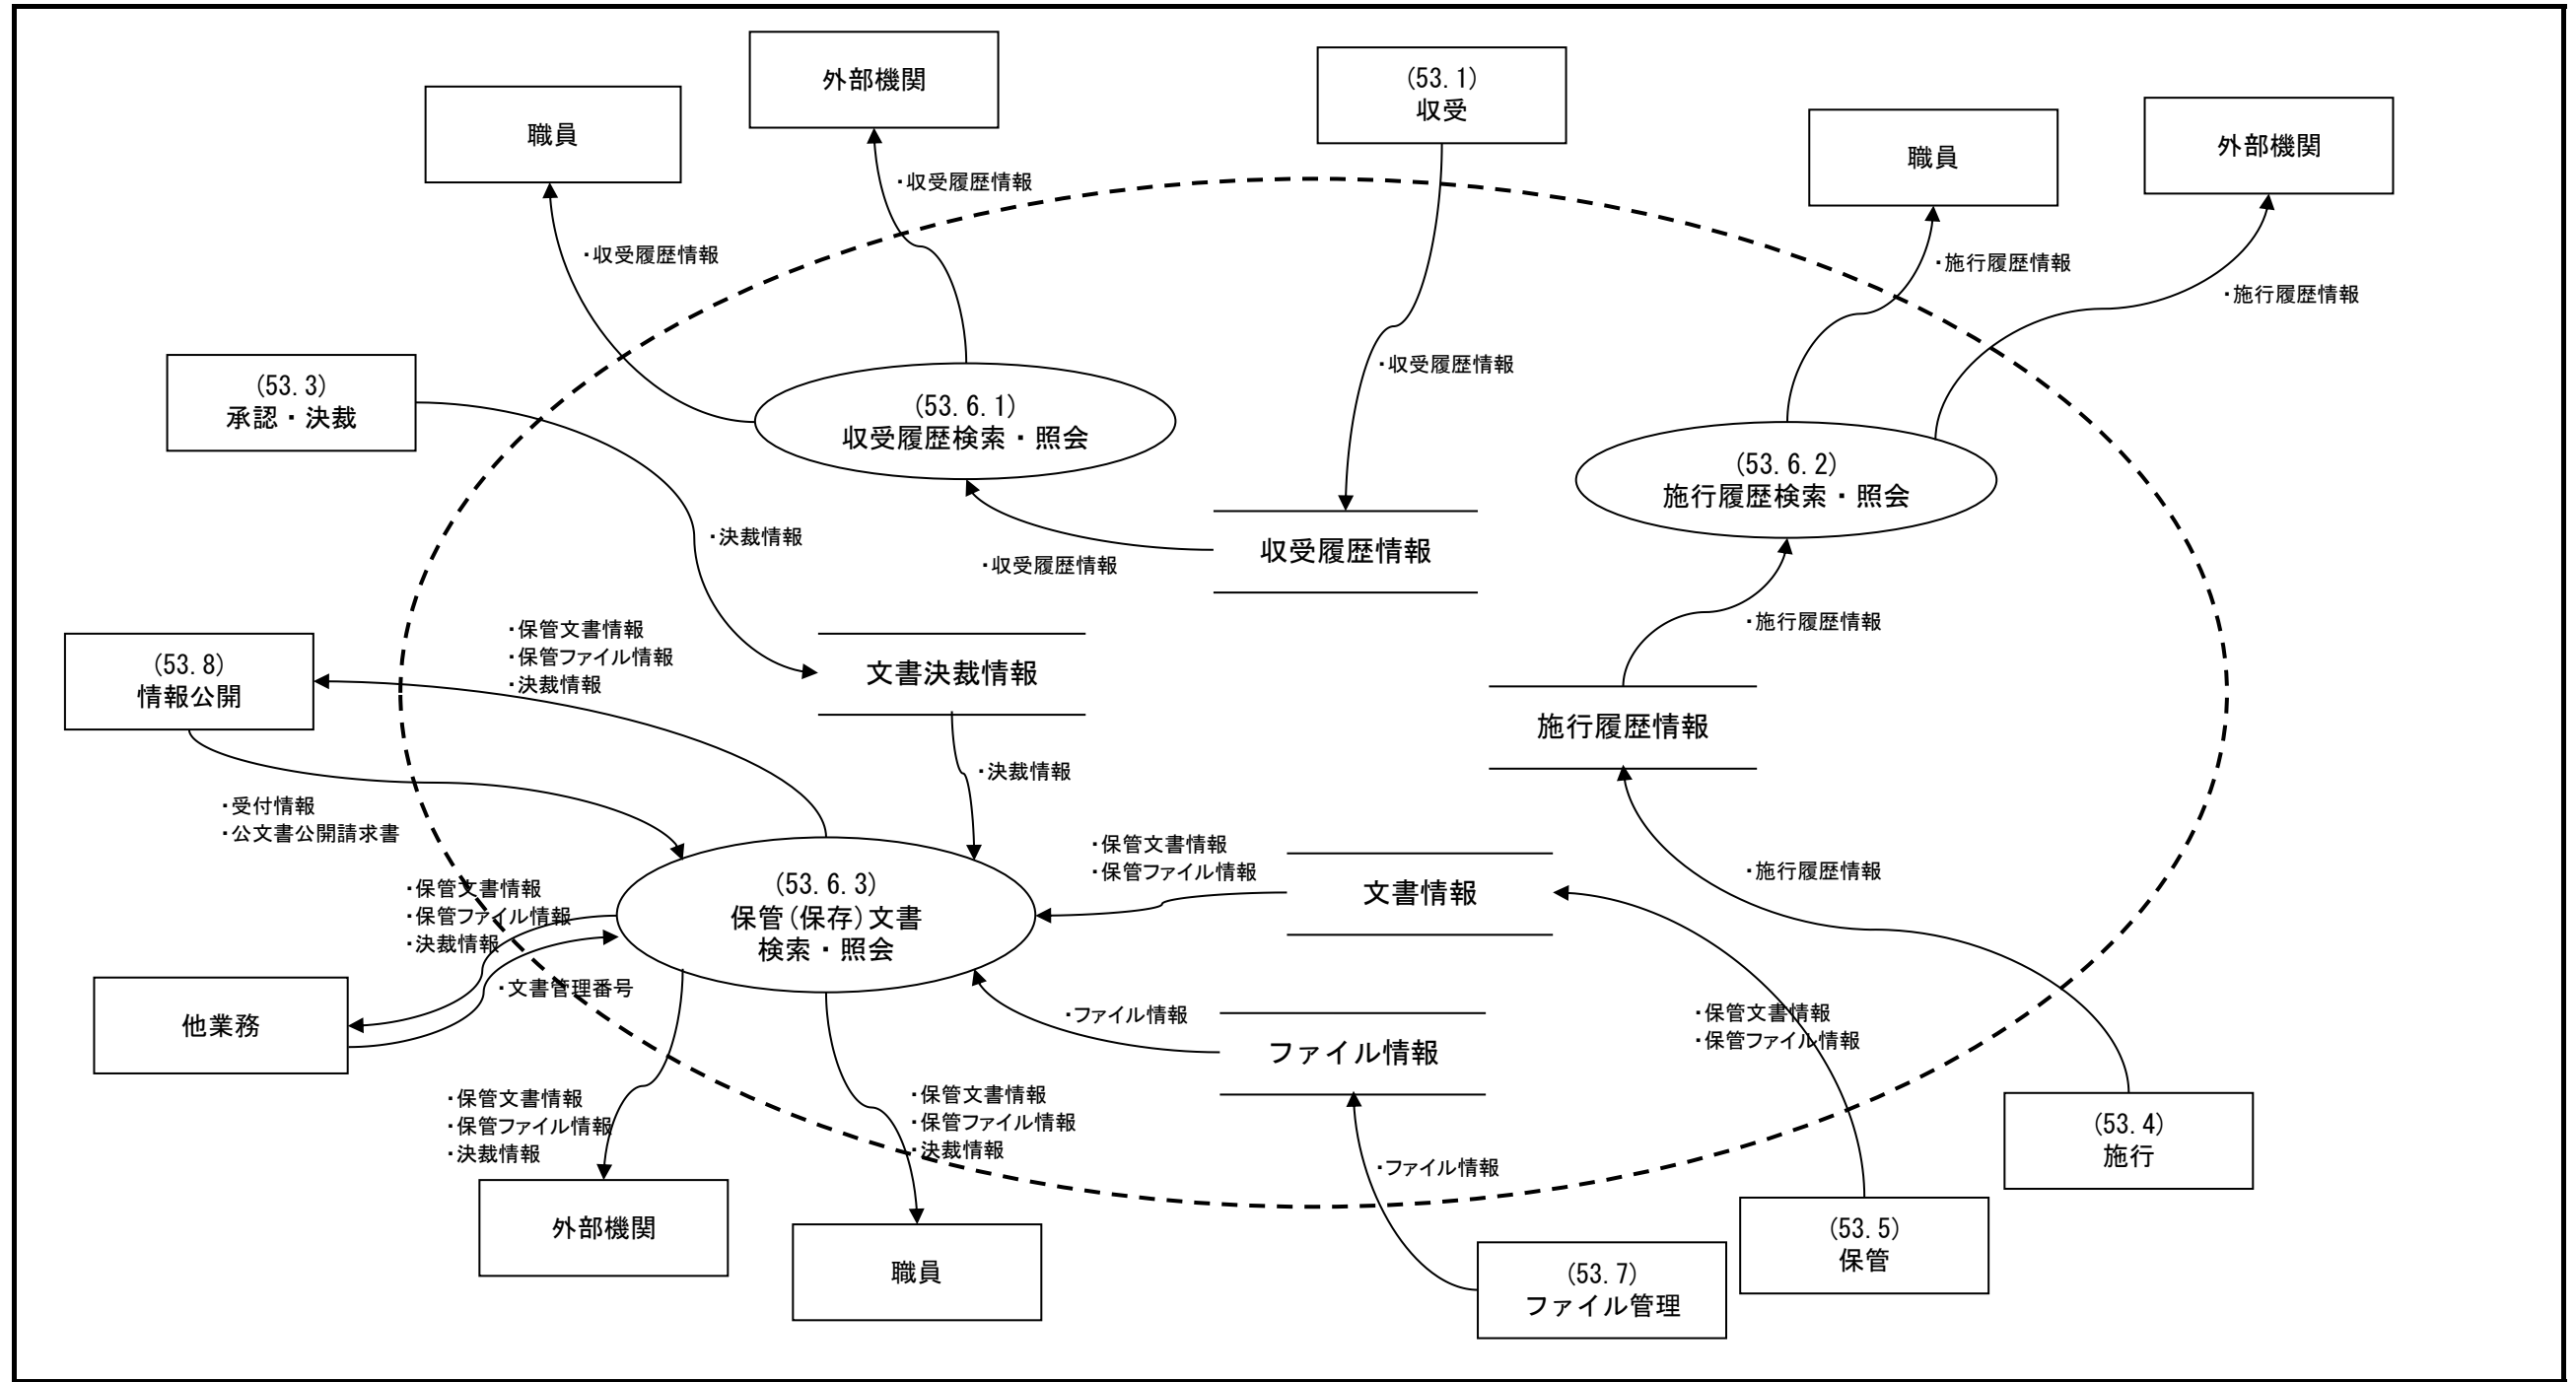 外部機関
(53.1)
収受
職員
外部機関
職員
・収受履歴情報
・収受履歴情報
・施行履歴情報
・施行履歴情報
(53.3)
承認・決裁
・収受履歴情報
(53.6.1)
収受履歴検索・照会
(53.6.2)
施行履歴検索・照会
・決裁情報
収受履歴情報
・収受履歴情報
・施行履歴情報
(53.8)
情報公開
・保管文書情報
・保管ファイル情報
・決裁情報
文書決裁情報
施行履歴情報
・決裁情報
・受付情報
・公文書公開請求書
・保管文書情報
・保管ファイル情報
文書情報
・施行履歴情報
(53.6.3)
保管(保存)文書
検索・照会
・保管文書情報
・保管ファイル情報
・決裁情報
・文書管理番号
他業務
・ファイル情報
ファイル情報
・保管文書情報
・保管ファイル情報
・保管文書情報
・保管ファイル情報
・決裁情報
・保管文書情報
・保管ファイル情報
・決裁情報
(53.4)
施行
・ファイル情報
外部機関
職員
(53.5)
保管
(53.7)
ファイル管理